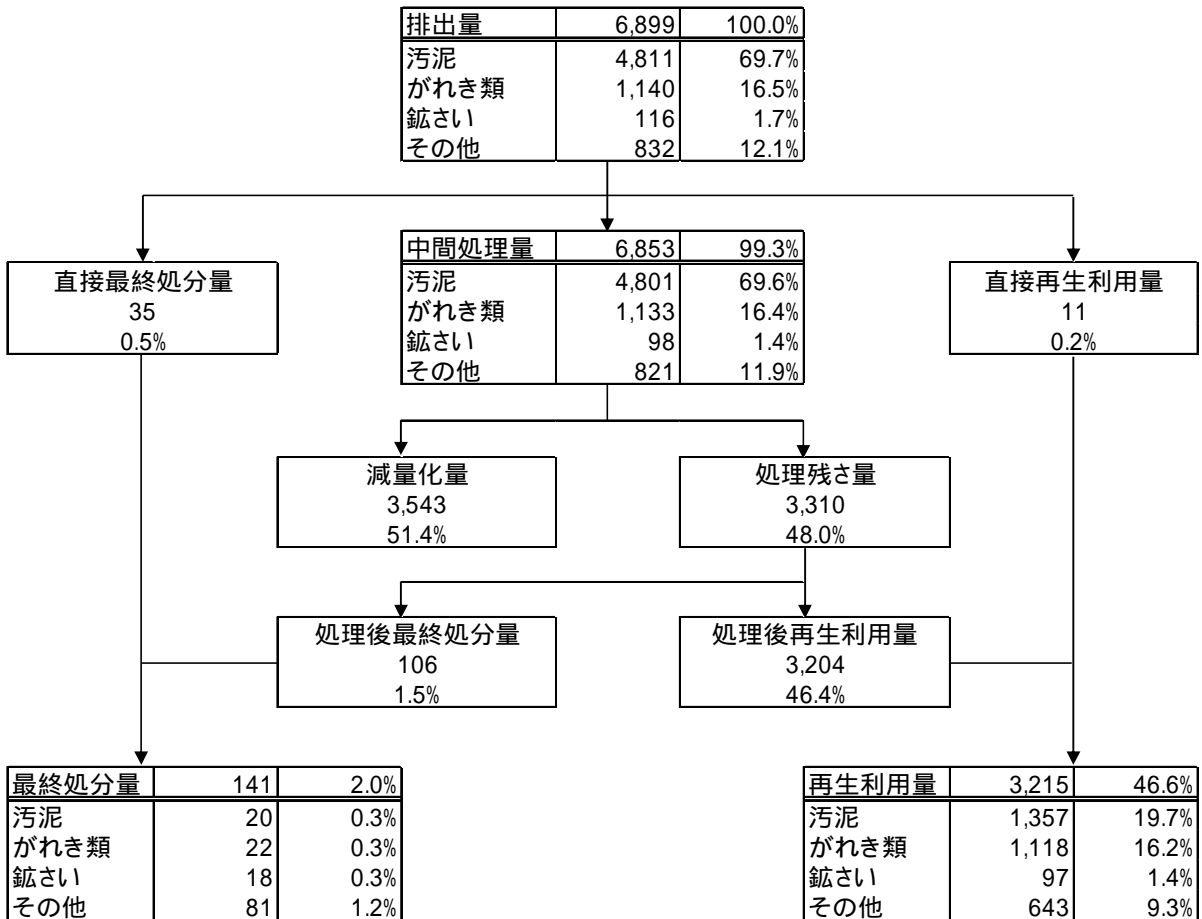 排出量 6,899 100.0%
汚泥 4,811 69.7%
がれき類 1,140 16.5%
鉱さい 116 1.7%
その他 832 12.1%
直接最終処分量
35
0.5%
中間処理量 6,853 99.3%
汚泥 4,801 69.6%
がれき類 1,133 16.4%
鉱さい 98 1.4%
その他 821 11.9%
直接再生利用量
11
0.2%
減量化量
3,543
51.4%
処理残さ量
3,310
48.0%
処理後最終処分量
106
1.5%
処理後再生利用量
3,204
46.4%
最終処分量 141 2.0%
汚泥 20 0.3%
がれき類 22 0.3%
鉱さい 18 0.3%
その他 81 1.2%
再生利用量 3,215 46.6%
汚泥 1,357 19.7%
がれき類 1,118 16.2%
鉱さい 97 1.4%
その他 643 9.3%